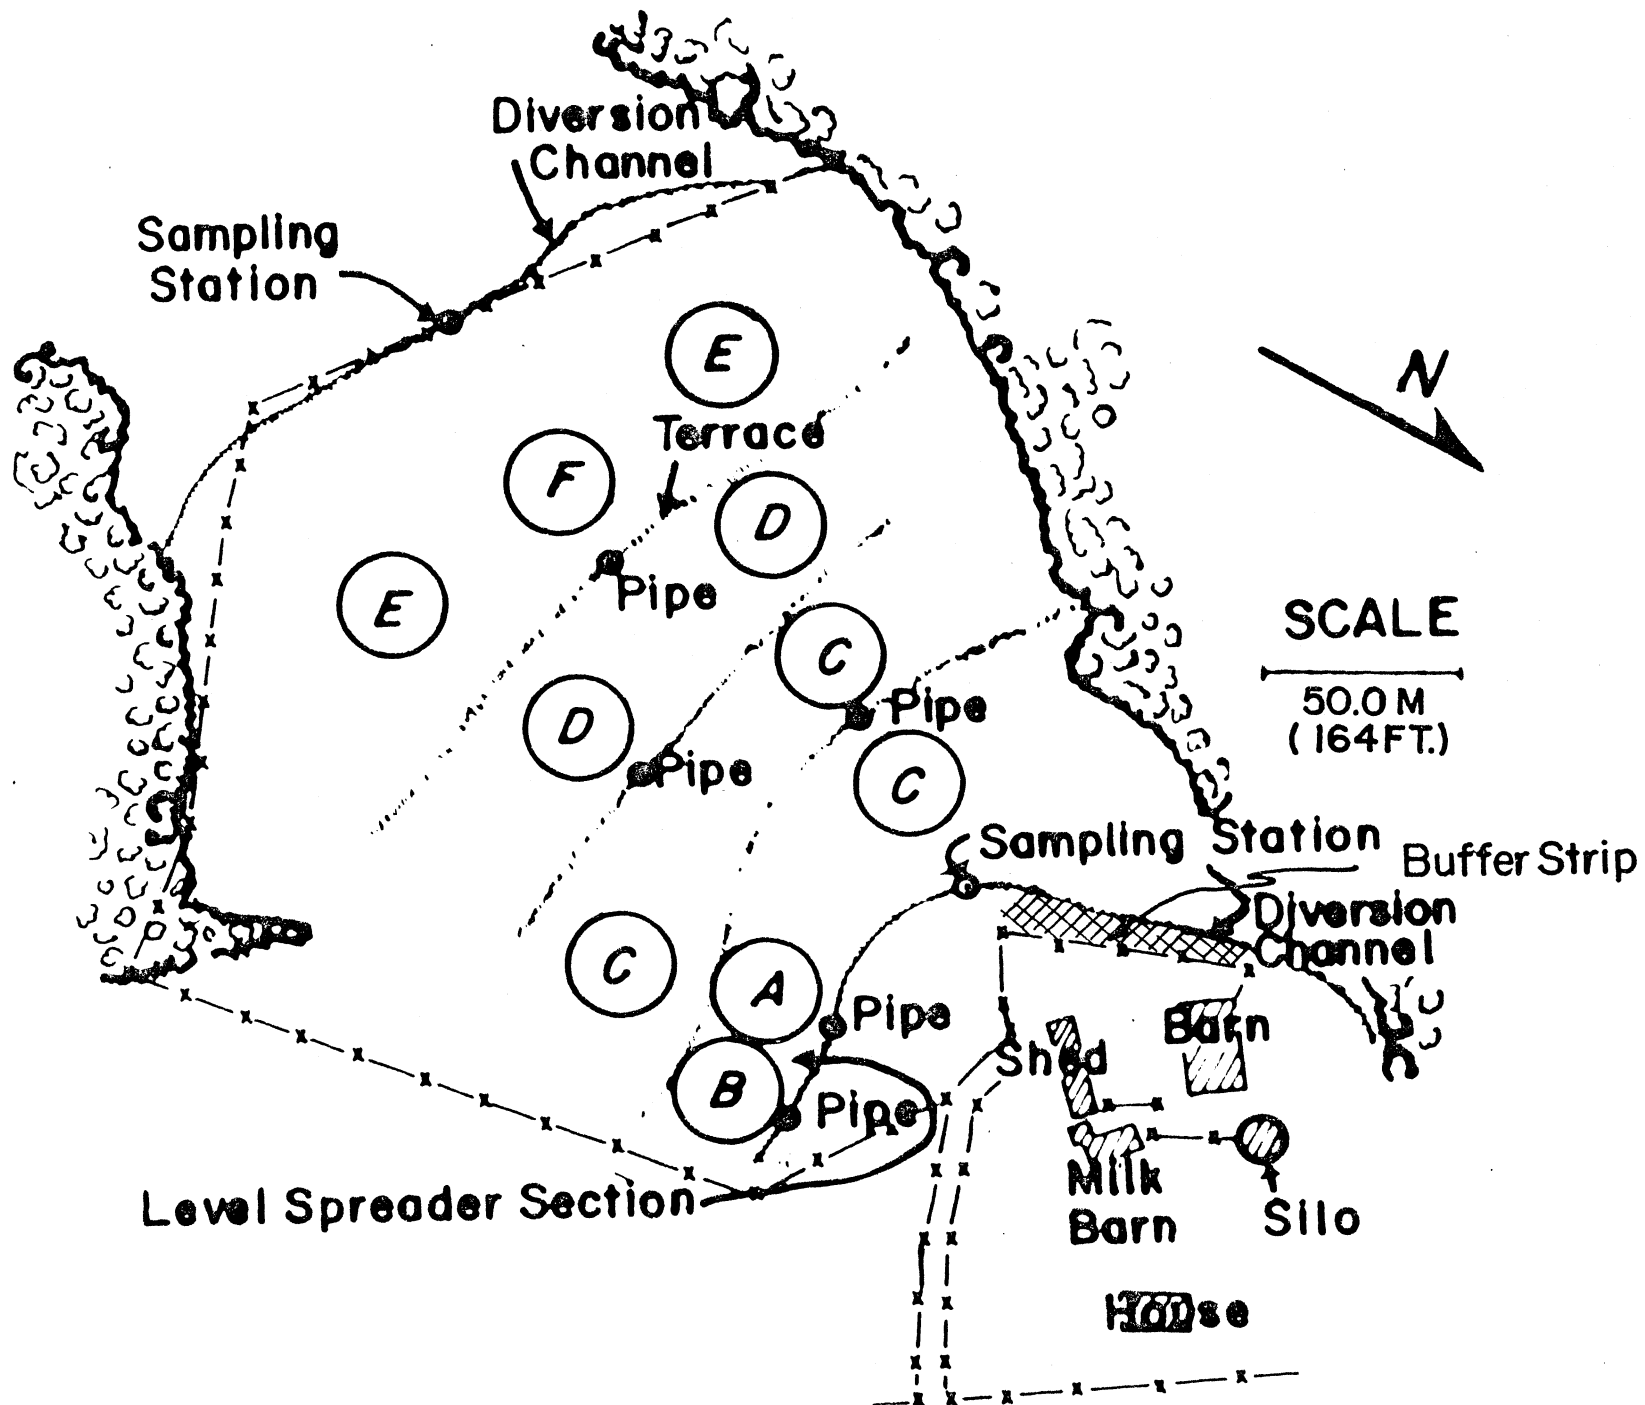 Diversion
Channel
Sampling
Station
N
E
Terrace
F
D
Pipe
E
SCALE
50.0 M
(164 FT.)
C
Pipe
D
Pipe
C
Sampling Station
Buffer Strip
Diversion
Channel
C
A
Pipe
Barn
Shed
B
Pipe
Milk
Barn
Silo
Level Spreader Section
House